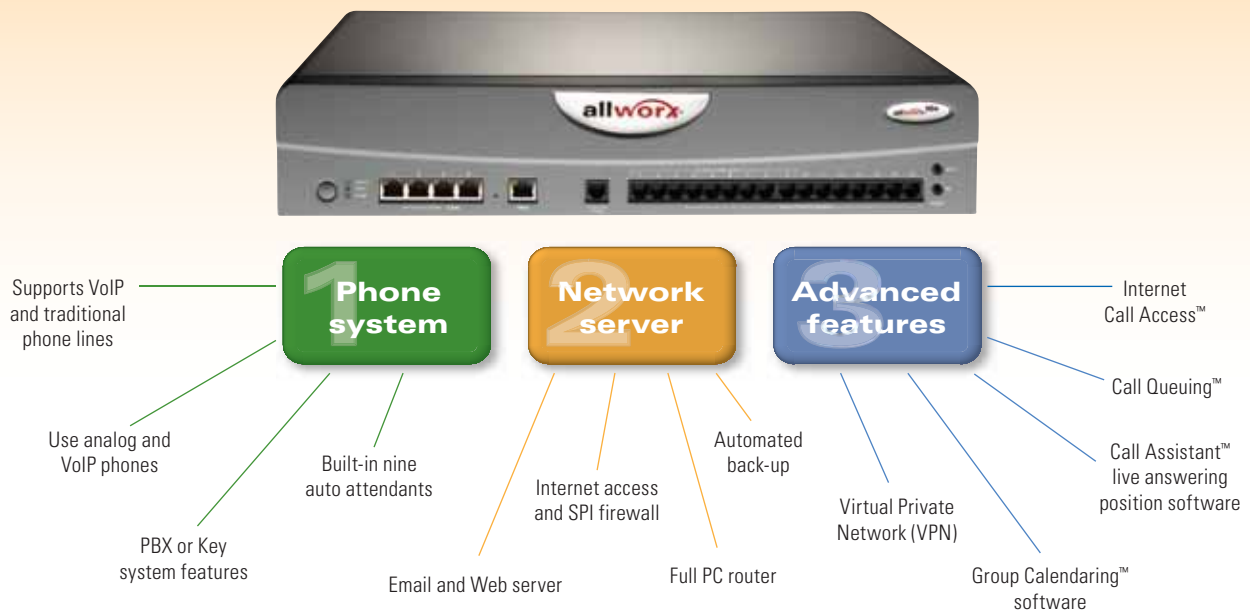 allworx
1
Phone
system
2
Network
server
3
Advanced
features
Supports VoIP
and traditional
phone lines
Use analog and
VoIP phones
PBX or Key
system features
Built-in nine
auto attendants
Email and Web server
Internet access
and SPI firewall
Full PC router
Automated
back-up
Virtual Private
Network (VPN)
Group Calendaring™
software
Call Assistant™
live answering
position software
Call Queuing™
Internet
Call Access™